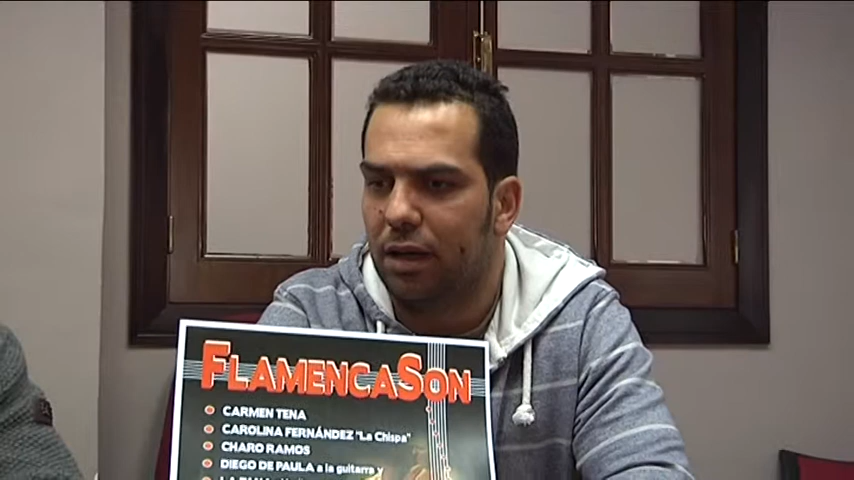 FLAMENCASON
CARMEN TENA
CAROLINA FERNÁNDEZ "La Chispa"
CHARO RAMOS
DIEGO DE PAULA a la guitarra y